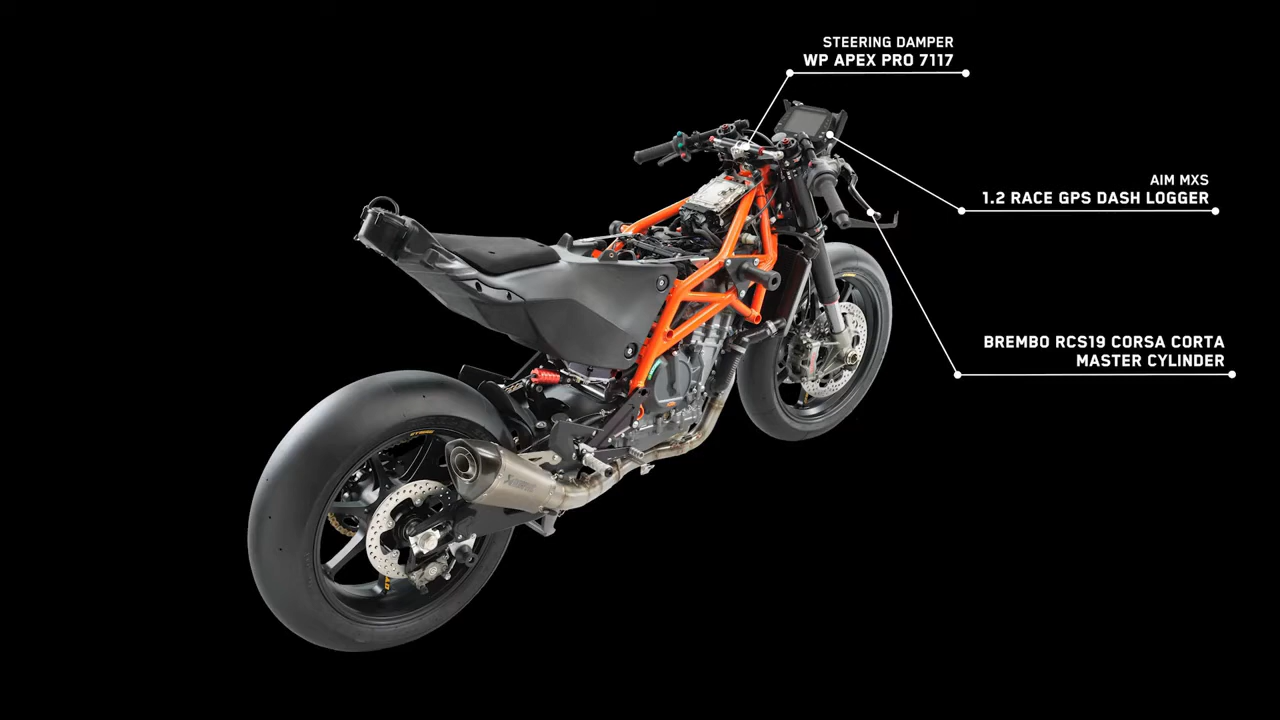 STEERING DAMPER
WP APEX PRO 7117
AIM MXS
1.2 RACE GPS DASH LOGGER
BREMBO RCS19 CORSA CORTA
MASTER CYLINDER